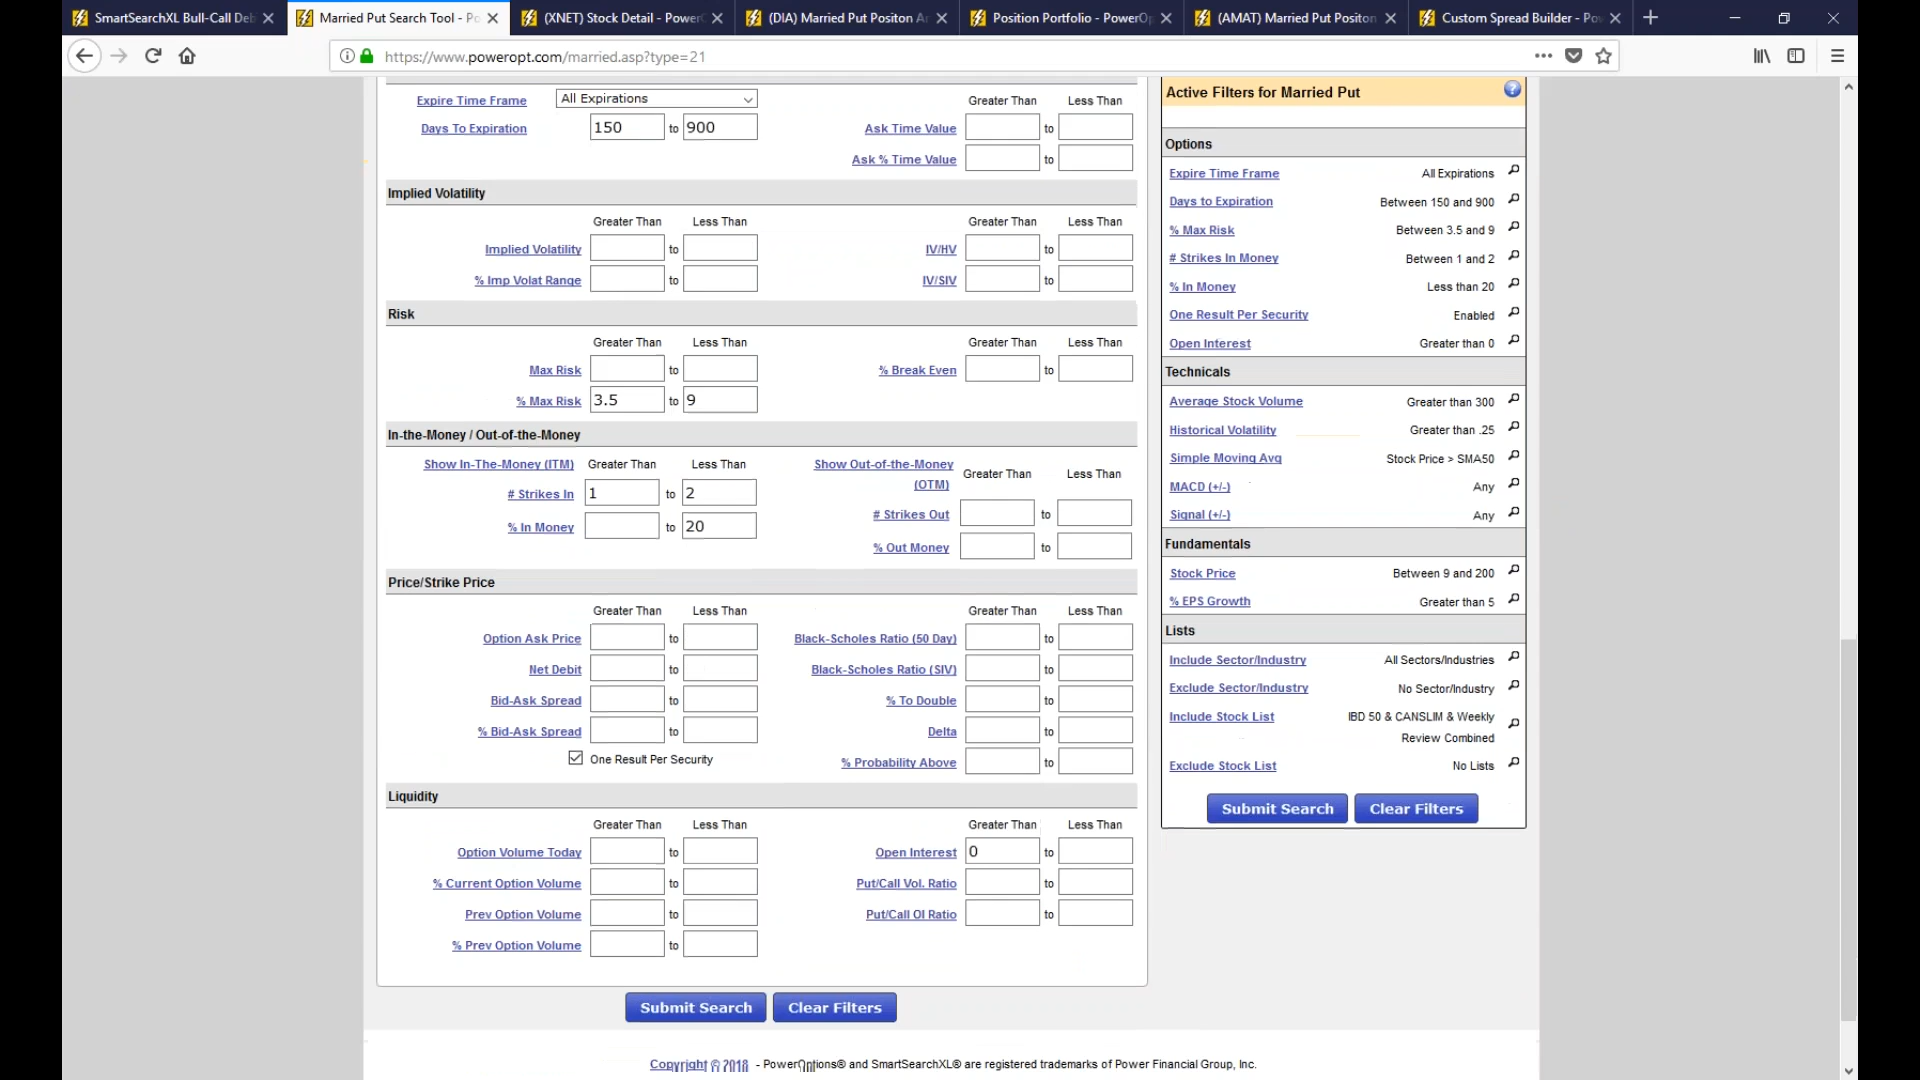 SmartSearchXL Bull-Call Deb
Married Put Search Tool - Po
(XNET) Stock Detail - Power
(DIA) Married Put Positon An
Position Portfolio - PowerOp
(AMAT) Married Put Positon
Custom Spread Builder - Pow
https://www.poweropt.com/married.asp?type=21
Expire Time Frame All Expirations Greater Than Less Than
Days To Expiration 150 to 900 Ask Time Value to
Ask % Time Value to
Implied Volatility
Greater Than Less Than Greater Than Less Than
Implied Volatility to IV/HV to
% Imp Volat Range to IV/SIV to
Risk
Greater Than Less Than Greater Than Less Than
Max Risk to % Break Even to
% Max Risk 3.5 to 9
In-the-Money / Out-of-the-Money
Show In-The-Money (ITM) Greater Than Less Than Show Out-of-the-Money (OTM) Greater Than Less Than
# Strikes In 1 to 2 # Strikes Out to
% In Money to 20 % Out Money to
Price/Strike Price
Greater Than Less Than Greater Than Less Than
Option Ask Price to Black-Scholes Ratio (50 Day) to
Net Debit to Black-Scholes Ratio (SIV) to
Bid-Ask Spread to % To Double to
% Bid-Ask Spread to Delta to
One Result Per Security % Probability Above to
Liquidity
Greater Than Less Than Greater Than Less Than
Option Volume Today to Open Interest 0 to
% Current Option Volume to Put/Call Vol. Ratio to
Prev Option Volume to Put/Call OI Ratio to
% Prev Option Volume to
Submit Search Clear Filters
Active Filters for Married Put ?
Options
Expire Time Frame All Expirations
Days to Expiration Between 150 and 900
% Max Risk Between 3.5 and 9
# Strikes In Money Between 1 and 2
% In Money Less than 20
One Result Per Security Enabled
Open Interest Greater than 0
Technicals
Average Stock Volume Greater than 300
Historical Volatility Greater than .25
Simple Moving Avg Stock Price > SMA50
MACD (+/-) Any
Signal (+/-) Any
Fundamentals
Stock Price Between 9 and 200
% EPS Growth Greater than 5
Lists
Include Sector/Industry All Sectors/Industries
Exclude Sector/Industry No Sector/Industry
Include Stock List IBD 50 & CANSLIM & Weekly
Review Combined
Exclude Stock List No Lists
Submit Search Clear Filters
Copyright © 2018 - PowerOptions® and SmartSearchXL® are registered trademarks of Power Financial Group, Inc.